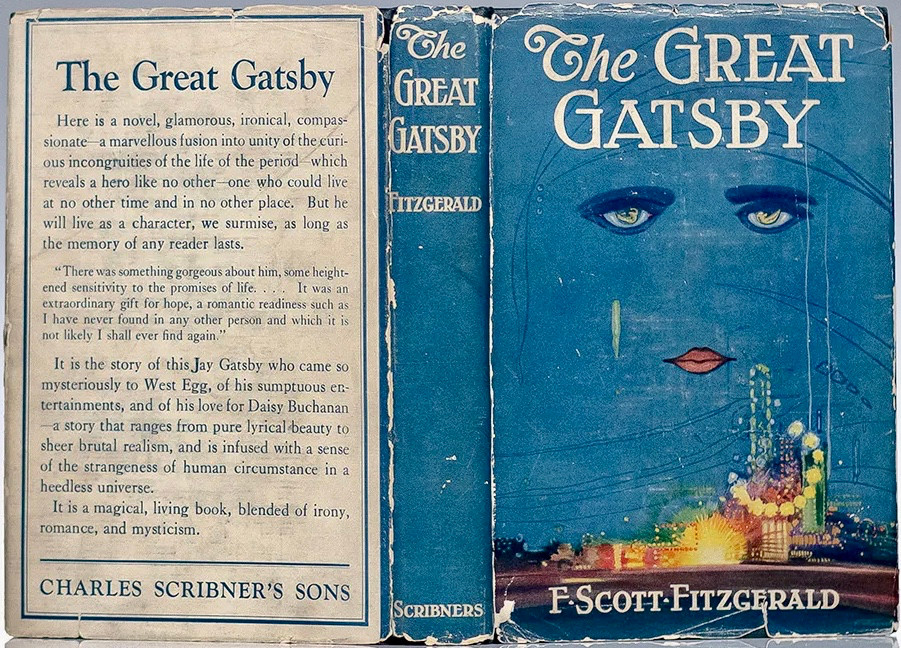 The Great Gatsby
Here is a novel, glamorous, ironical, compas-
sionate—a marvellous fusion into unity of the curi-
ous incongruities of the life of the period—which
reveals a hero like no other—one who could live
at no other time and in no other place. But he
will live as a character, we surmise, as long as
the memory of any reader lasts.
"There was something gorgeous about him, some height-
ened sensitivity to the promises of life. . . . It was an
extraordinary gift for hope, a romantic readiness such as
I have never found in any other person and which it is
not likely I shall ever find again."
It is the story of this Jay Gatsby who came so
mysteriously to West Egg, of his sumptuous en-
tertainments, and of his love for Daisy Buchanan
—a story that ranges from pure lyrical beauty to
sheer brutal realism, and is infused with a sense
of the strangeness of human circumstance in a
heedless universe.
It is a magical, living book, blended of irony,
romance, and mysticism.
CHARLES SCRIBNER'S SONS
The
GREAT
GATSBY
FITZGERALD
SCRIBNERS
The GREAT
GATSBY
F·SCOTT·FITZGERALD